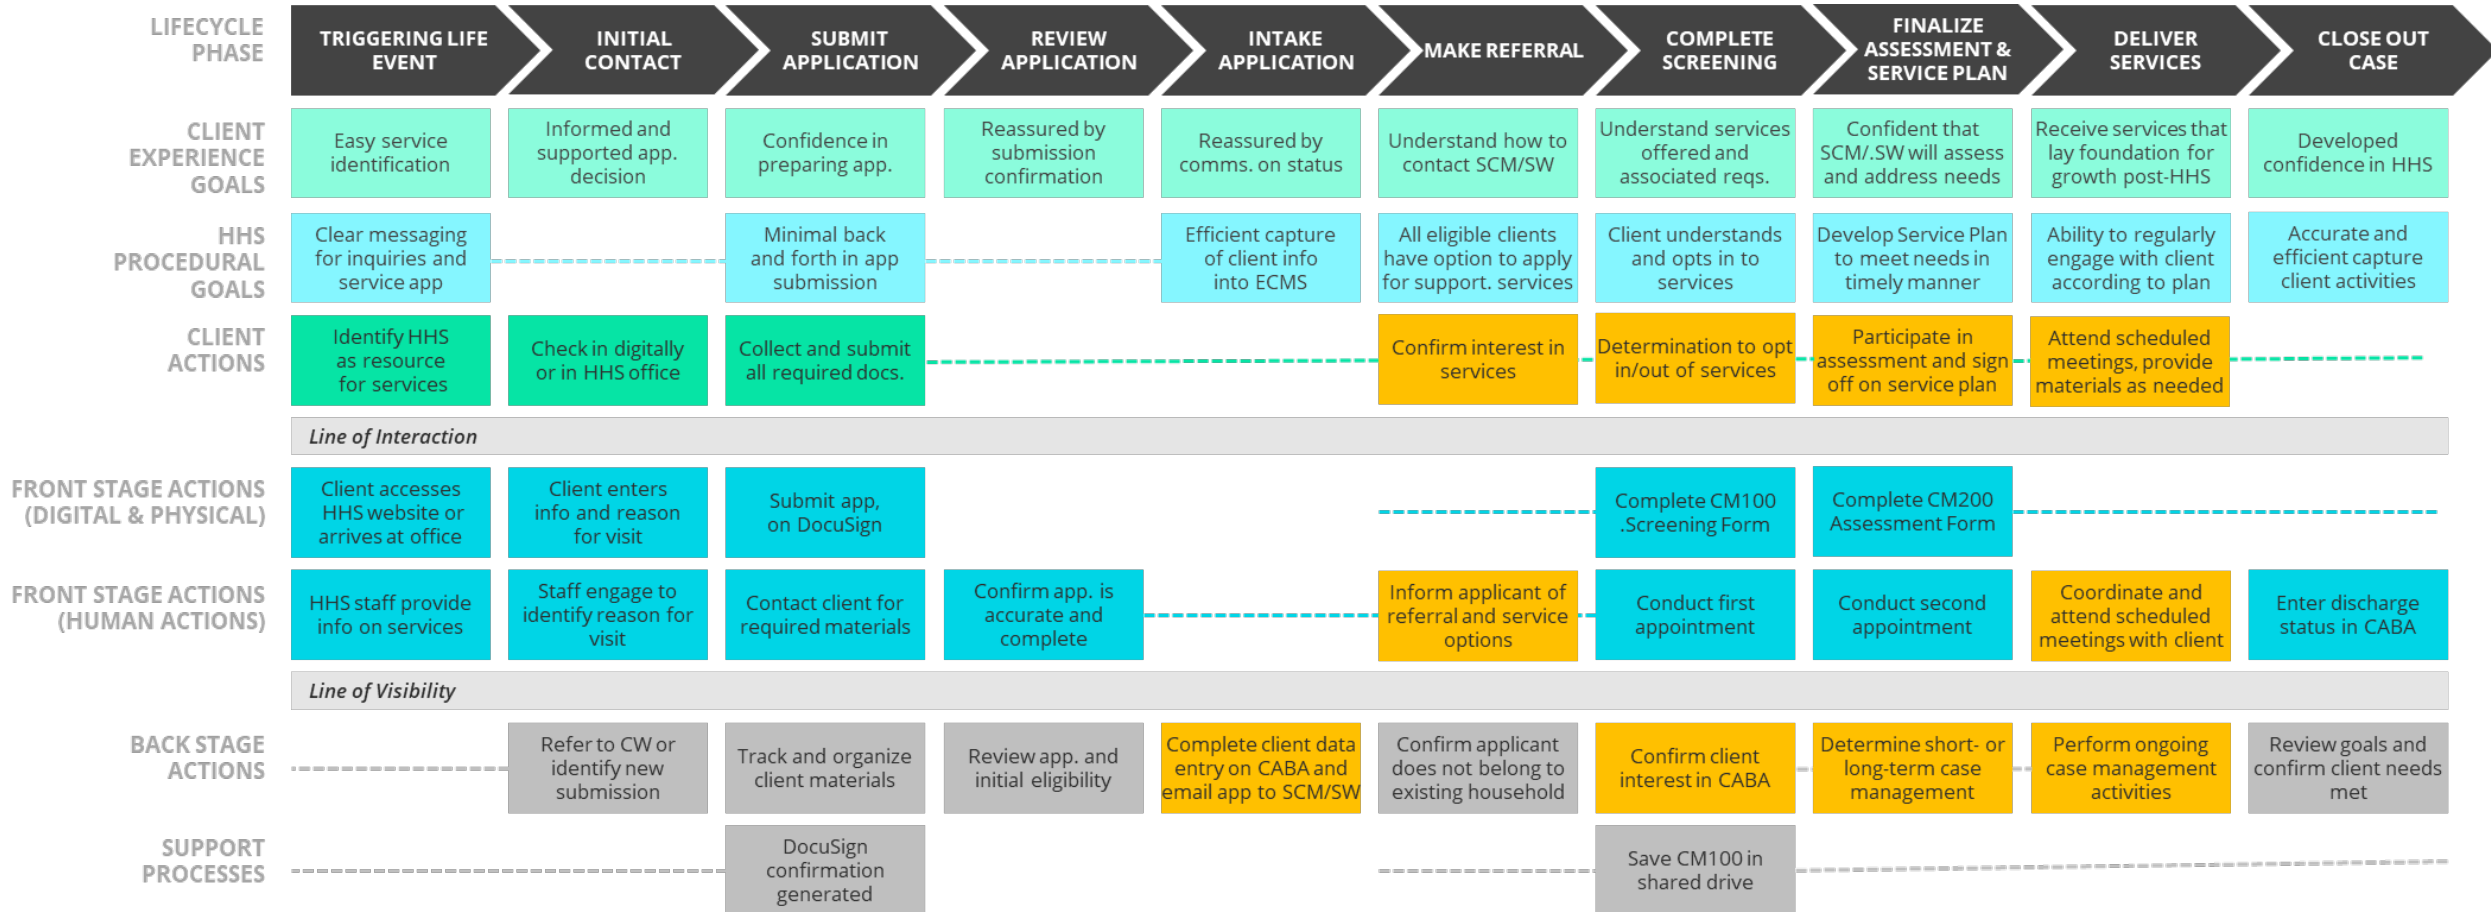 LIFECYCLE
PHASE
TRIGGERING LIFE
EVENT
INITIAL
CONTACT
SUBMIT
APPLICATION
REVIEW
APPLICATION
INTAKE
APPLICATION
MAKE REFERRAL
COMPLETE
SCREENING
FINALIZE
ASSESSMENT &
SERVICE PLAN
DELIVER
SERVICES
CLOSE OUT
CASE
CLIENT
EXPERIENCE
GOALS
Easy service
identification
Informed and
supported app.
decision
Confidence in
preparing app.
Reassured by
submission
confirmation
Reassured by
comms. on status
Understand how to
contact SCM/SW
Understand services
offered and
associated reqs.
Confident that
SCM/.SW will assess
and address needs
Receive services that
lay foundation for
growth post-HHS
Developed
confidence in HHS
HHS
PROCEDURAL
GOALS
Clear messaging
for inquiries and
service app
Minimal back
and forth in app
submission
Efficient capture
of client info
into ECMS
All eligible clients
have option to apply
for support. services
Client understands
and opts in to
services
Develop Service Plan
to meet needs in
timely manner
Ability to regularly
engage with client
according to plan
Accurate and
efficient capture
client activities
CLIENT
ACTIONS
Identify HHS
as resource
for services
Check in digitally
or in HHS office
Collect and submit
all required docs.
Confirm interest in
services
Determination to opt
in/out of services
Participate in
assessment and sign
off on service plan
Attend scheduled
meetings, provide
materials as needed
Line of Interaction
FRONT STAGE ACTIONS
(DIGITAL & PHYSICAL)
Client accesses
HHS website or
arrives at office
Client enters
info and reason
for visit
Submit app,
on DocuSign
Complete CM100
.Screening Form
Complete CM200
Assessment Form
FRONT STAGE ACTIONS
(HUMAN ACTIONS)
HHS staff provide
info on services
Staff engage to
identify reason for
visit
Contact client for
required materials
Confirm app. is
accurate and
complete
Inform applicant of
referral and service
options
Conduct first
appointment
Conduct second
appointment
Coordinate and
attend scheduled
meetings with client
Enter discharge
status in CABA
Line of Visibility
BACK STAGE
ACTIONS
Refer to CW or
identify new
submission
Track and organize
client materials
Review app. and
initial eligibility
Complete client data
entry on CABA and
email app to SCM/SW
Confirm applicant
does not belong to
existing household
Confirm client
interest in CABA
Determine short- or
long-term case
management
Perform ongoing
case management
activities
Review goals and
confirm client needs
met
SUPPORT
PROCESSES
DocuSign
confirmation
generated
Save CM100 in
shared drive